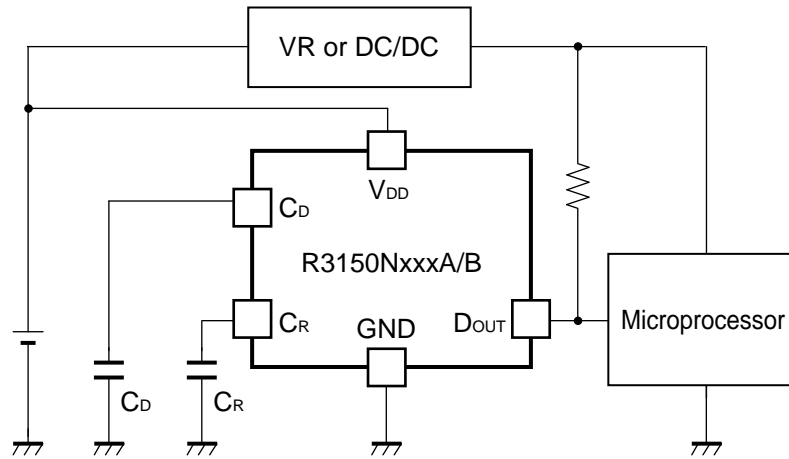 VR or DC/DC
VDD
CD
R3150NxxxA/B
CR
GND
DOUT
Microprocessor
CD
CR